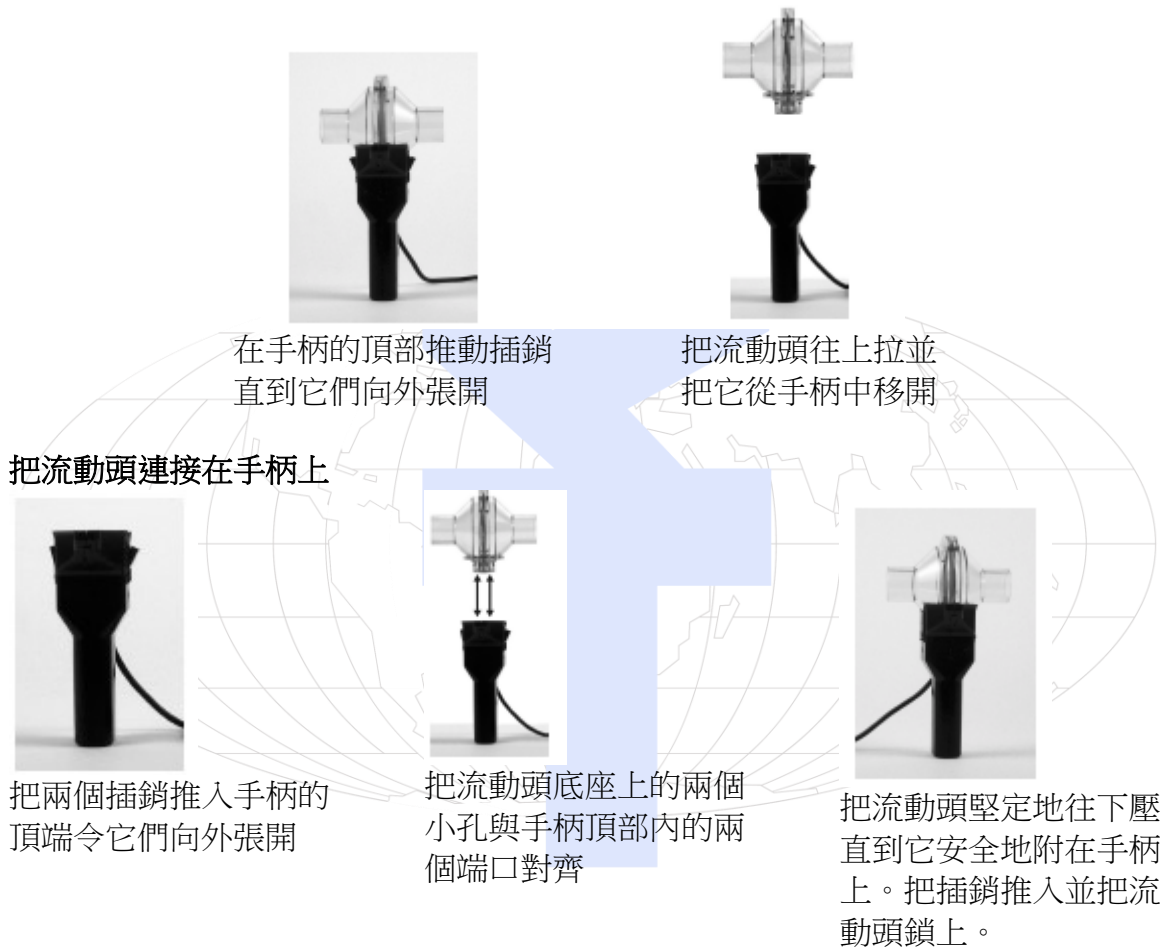 在手柄的頂部推動插銷
直到它們向外張開
把流動頭往上拉並
把它從手柄中移開
把流動頭連接在手柄上
把兩個插銷推入手柄的
頂端令它們向外張開
把流動頭底座上的兩個
小孔與手柄頂部內的兩
個端口對齊
把流動頭堅定地往下壓
直到它安全地附在手柄
上。把插銷推入並把流
動頭鎖上。